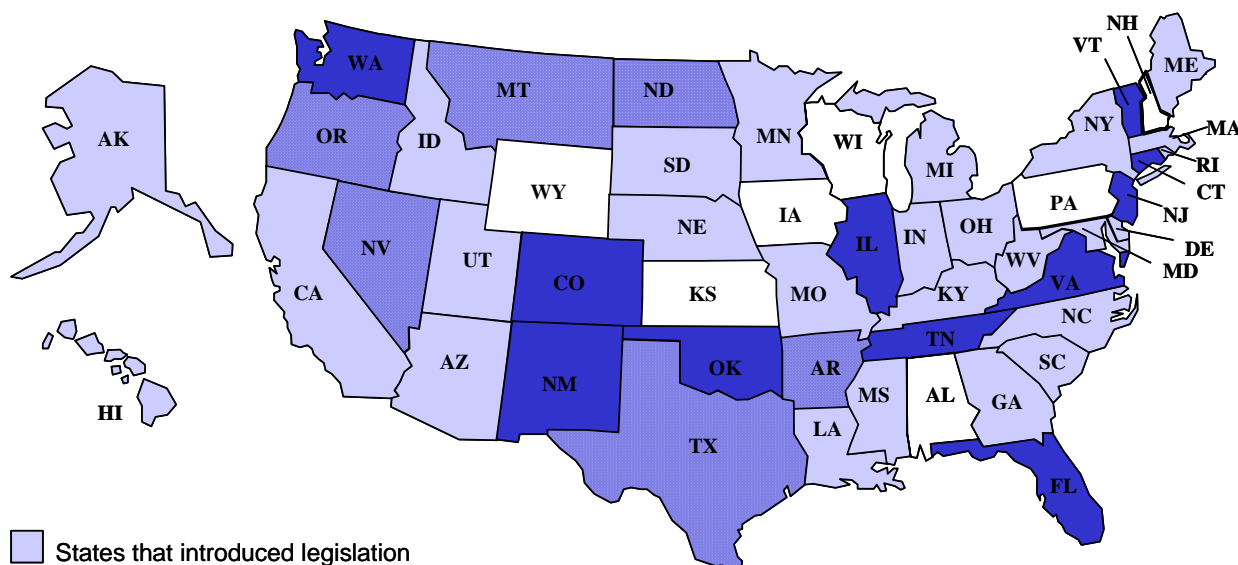 NH
VT
WA
ME
MT
ND
AK
OR
MN
NY
MA
ID
WI
RI
SD
MI
CT
WY
PA
NJ
IA
NE
OH
NV
IL
IN
DE
UT
WV
MD
CO
VA
CA
KS
MO
KY
NC
TN
AZ
OK
AR
SC
NM
MS
AL
GA
HI
LA
TX
FL
States that introduced legislation